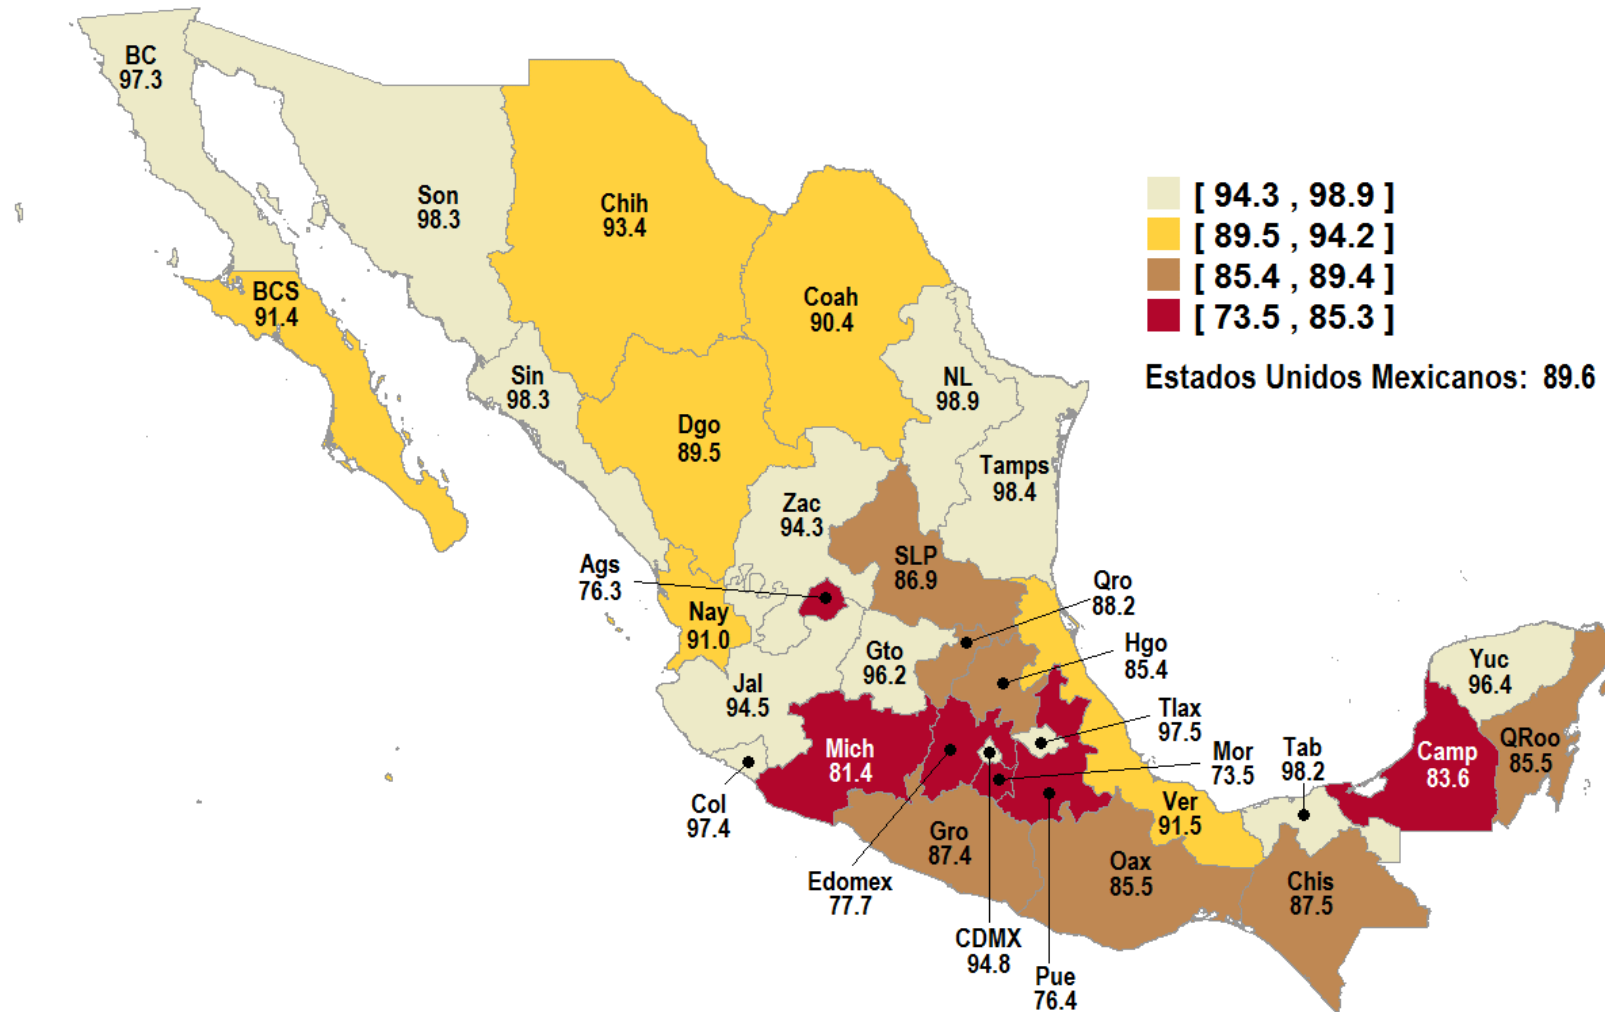 BC
97.3
Son
98.3
Chih
93.4
BCS
91.4
Coah
90.4
Sin
98.3
NL
98.9
Dgo
89.5
Tamps
98.4
Zac
94.3
SLP
86.9
Ags
76.3
Qro
88.2
Nay
91.0
Gto
96.2
Hgo
85.4
Jal
94.5
Yuc
96.4
Tlax
97.5
Mich
81.4
Mor
73.5
Tab
98.2
Camp
83.6
QRoo
85.5
Col
97.4
Ver
91.5
Gro
87.4
Oax
85.5
Chis
87.5
Edomex
77.7
CDMX
94.8
Pue
76.4
[ 94.3 , 98.9 ]
[ 89.5 , 94.2 ]
[ 85.4 , 89.4 ]
[ 73.5 , 85.3 ]
Estados Unidos Mexicanos: 89.6